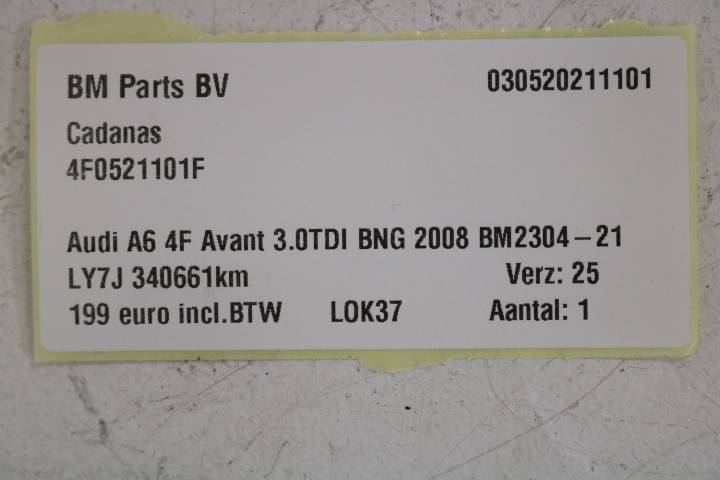 BM Parts BV 030520211101
Cadanas
4F0521101F
Audi A6 4F Avant 3.0TDI BNG 2008 BM2304-21
LY7J 340661km Verz: 25
199 euro incl.BTW LOK37 Aantal: 1